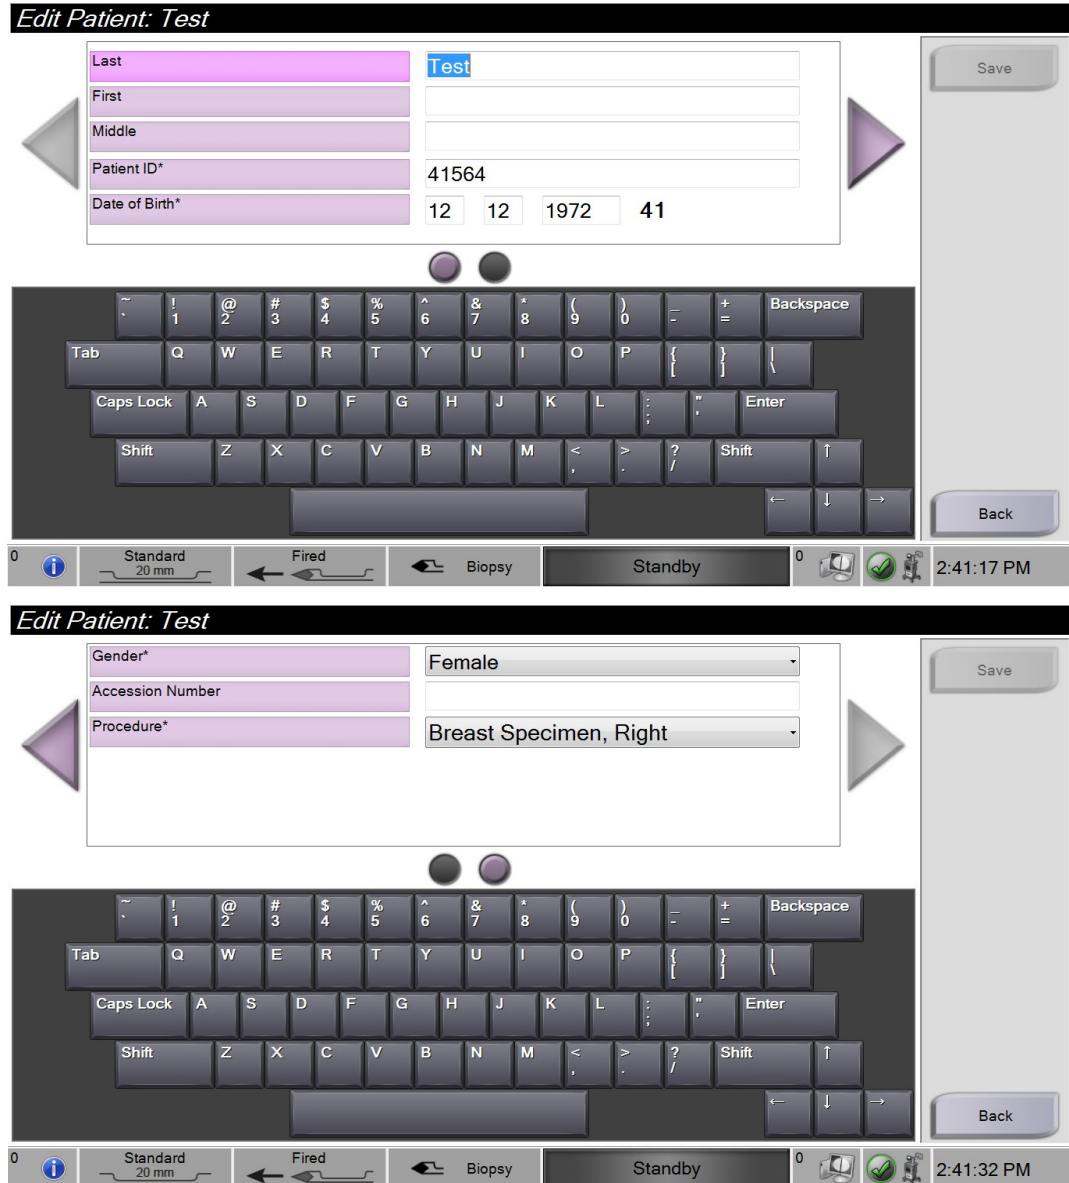 Edit Patient: Test
Last Test
Save
First
Middle
Patient ID* 41564
Date of Birth* 12 12 1972 41
~ ! @ # $ % ^ & * ( ) _ + Backspace
` 1 2 3 4 5 6 7 8 9 0 - =
Tab Q W E R T Y U I O P { } |
[ ] \
Caps Lock A S D F G H J K L : " Enter
; '
Shift Z X C V B N M < > ? Shift ↑
, . /
← ↓ →
Back
0 Standard Fired Biopsy Standby 0 2:41:17 PM
20 mm
Edit Patient: Test
Gender* Female
Save
Accession Number
Procedure* Breast Specimen, Right
~ ! @ # $ % ^ & * ( ) _ + Backspace
` 1 2 3 4 5 6 7 8 9 0 - =
Tab Q W E R T Y U I O P { } |
[ ] \
Caps Lock A S D F G H J K L : " Enter
; '
Shift Z X C V B N M < > ? Shift ↑
, . /
← ↓ →
Back
0 Standard Fired Biopsy Standby 0 2:41:32 PM
20 mm